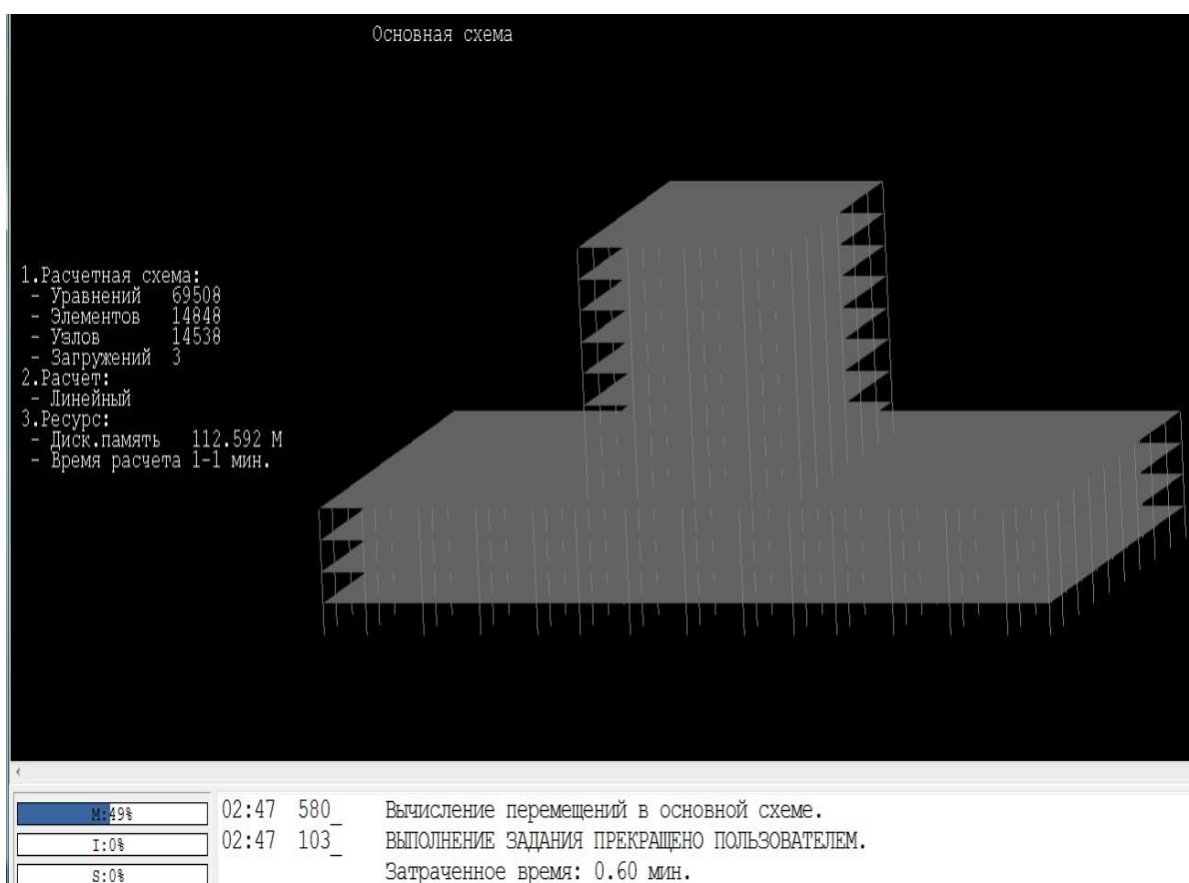 Основная схема
1.Расчетная схема:
- Уравнений 69508
- Элементов 14848
- Узлов 14538
- Загружений 3
2.Расчет:
- Линейный
3.Ресурс:
- Диск.память 112.592 М
- Время расчета 1-1 мин.
M:49%
I:0%
S:0%
02:47 580_ Вычисление перемещений в основной схеме.
02:47 103_ ВЫПОЛНЕНИЕ ЗАДАНИЯ ПРЕКРАЩЕНО ПОЛЬЗОВАТЕЛЕМ.
Затраченное время: 0.60 мин.